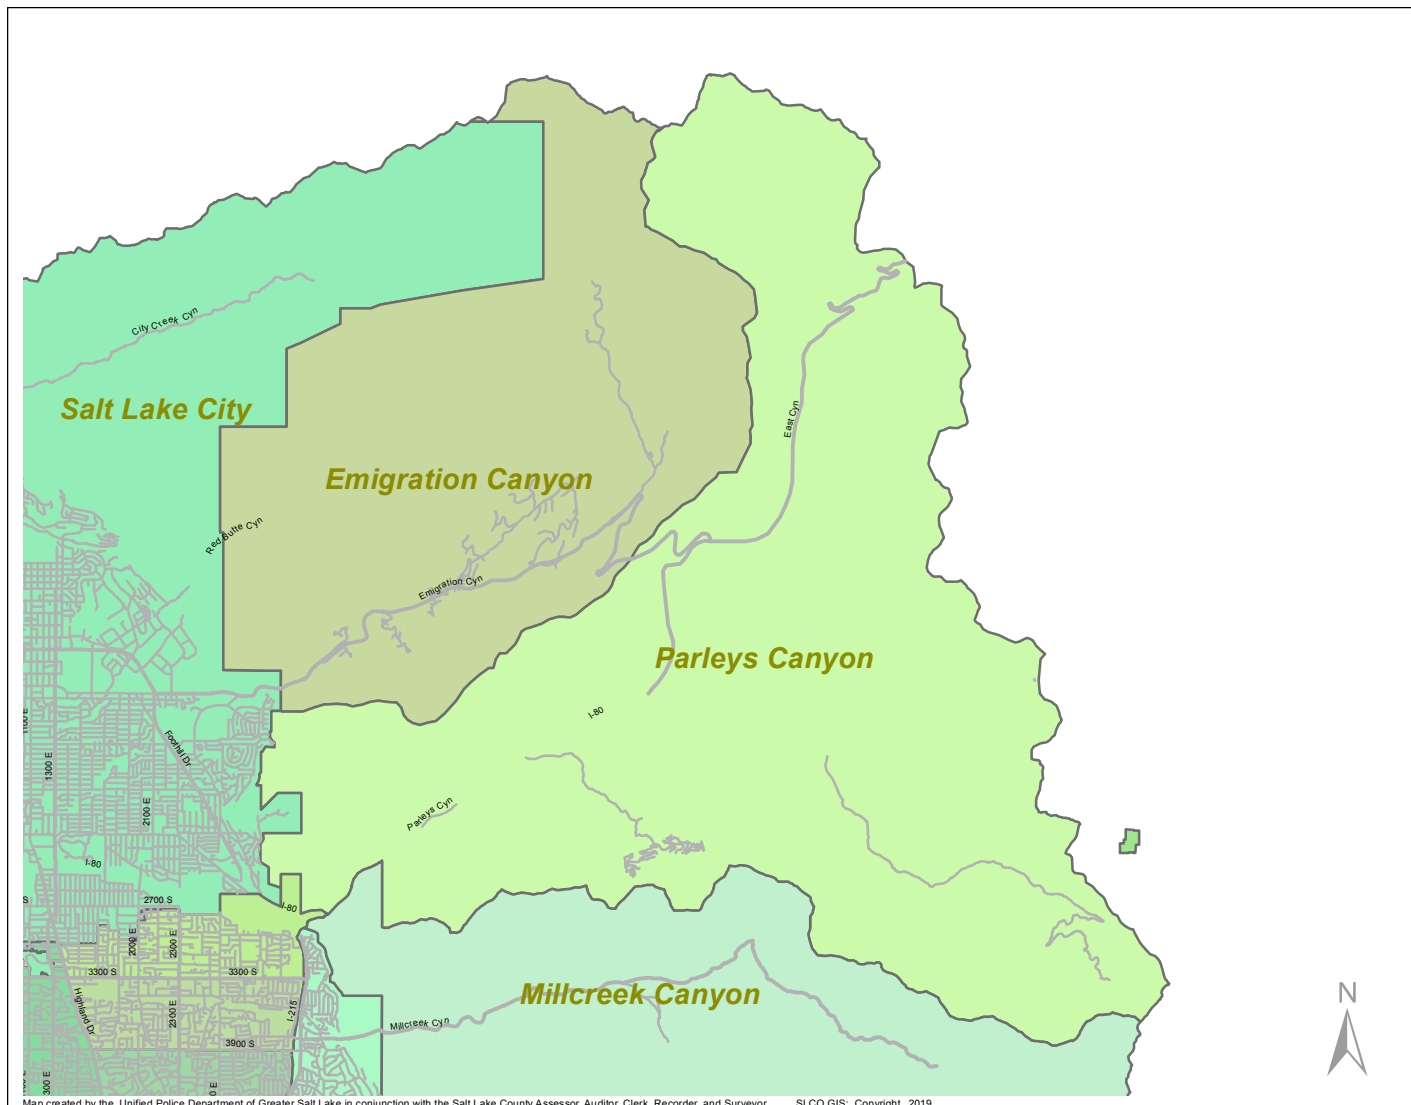 City Creek Cyn
Salt Lake City
East Cyn
Emigration Canyon
Red Butte Cyn
Emigration Cyn
Parleys Canyon
I-80
Foothill Dr
1300 E
2100 E
Parleys Cyn
I-80
2700 S
I-80
S
2000 E
2300 E
3300 S
3300 S
Highland Dr
2300 E
I-215
Millcreek Canyon
Millcreek Cyn
3900 S
N
Map created by the Unified Police Department of Greater Salt Lake in conjunction with the Salt Lake County Assessor, Auditor, Clerk, Recorder, and Surveyor. SLCO GIS: Copyright 2019